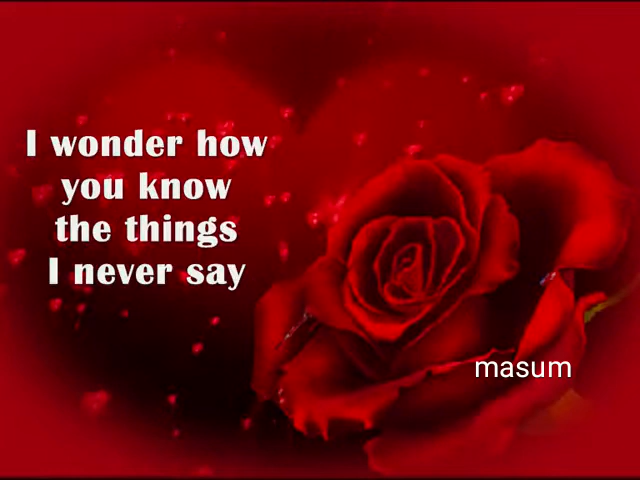 I wonder how
you know
the things
I never say
masum